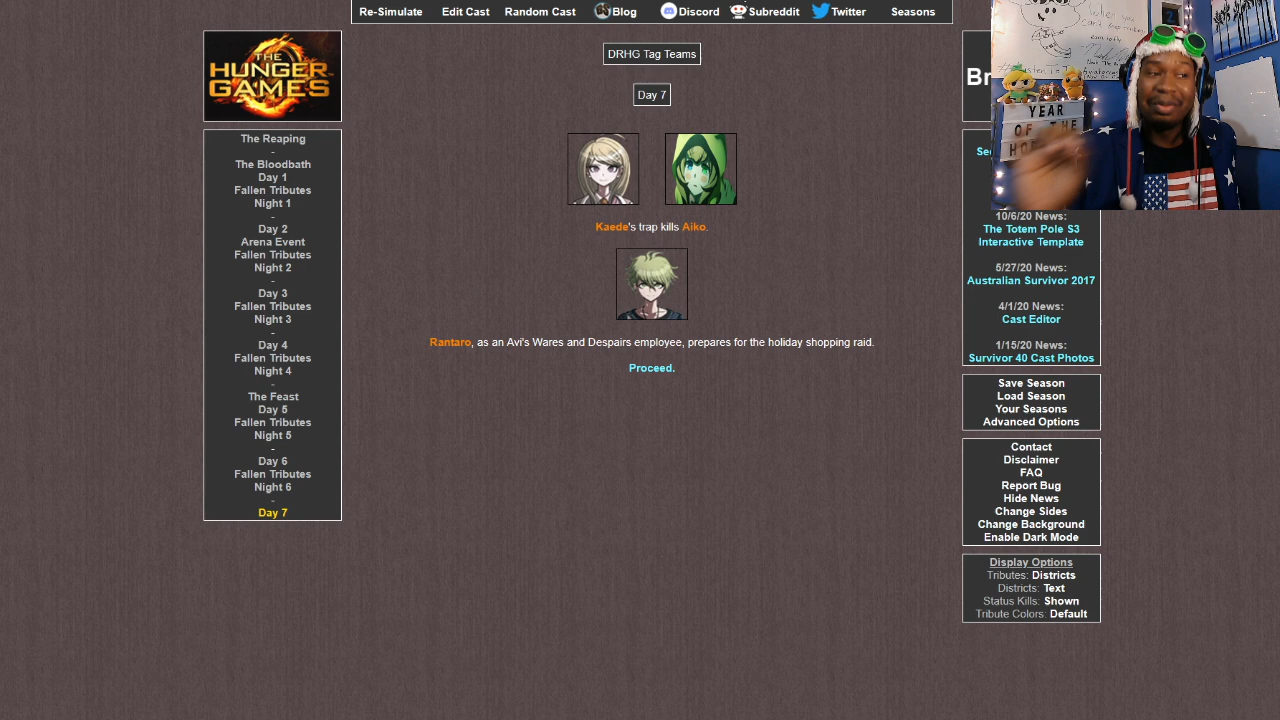 Re-Simulate Edit Cast Random Cast Blog Discord Subreddit Twitter Seasons
THE
HUNGER
GAMES
The Reaping
-
The Bloodbath
Day 1
Fallen Tributes
Night 1
-
Day 2
Arena Event
Fallen Tributes
Night 2
-
Day 3
Fallen Tributes
Night 3
-
Day 4
Fallen Tributes
Night 4
-
The Feast
Day 5
Fallen Tributes
Night 5
-
Day 6
Fallen Tributes
Night 6
-
Day 7
DRHG Tag Teams
Day 7
Kaede's trap kills Aiko.
Rantaro, as an Avi's Wares and Despairs employee, prepares for the holiday shopping raid.
Proceed.
YEAR
OF THE
10/6/20 News:
The Totem Pole S3
Interactive Template
5/27/20 News:
Australian Survivor 2017
4/1/20 News:
Cast Editor
1/15/20 News:
Survivor 40 Cast Photos
Save Season
Load Season
Your Seasons
Advanced Options
Contact
Disclaimer
FAQ
Report Bug
Hide News
Change Sides
Change Background
Enable Dark Mode
Display Options
Tributes: Districts
Districts: Text
Status Kills: Shown
Tribute Colors: Default